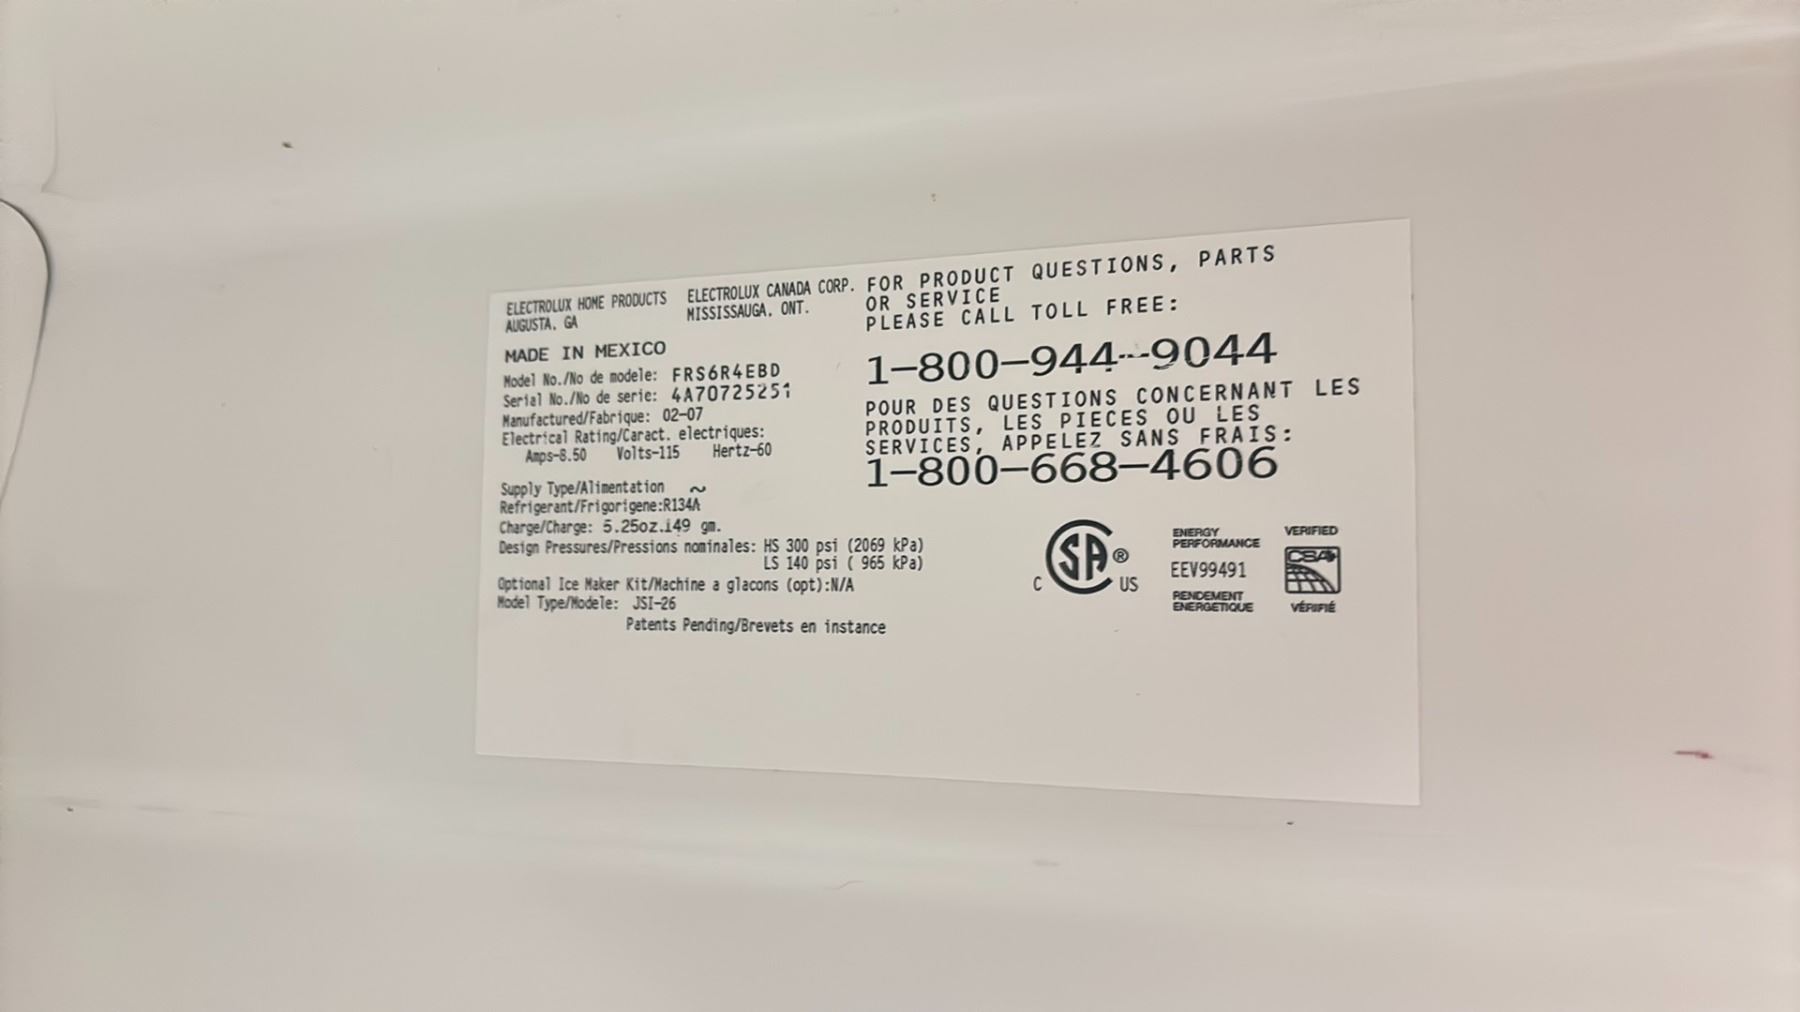 ELECTROLUX HOME PRODUCTS
AUGUSTA, GA
ELECTROLUX CANADA CORP.
MISSISSAUGA, ONT.
MADE IN MEXICO
Model No./No de modele: FRS6R4EBD
Serial No./No de serie: 4A70725251
Manufactured/Fabrique: 02-07
Electrical Rating/Caract. electriques:
Amps-8.50 Volts-115 Hertz-60
Supply Type/Alimentation ~
Refrigerant/Frigorigene:R134A
Charge/Charge: 5.25oz.149 gm.
Design Pressures/Pressions nominales: HS 300 psi (2069 kPa)
LS 140 psi ( 965 kPa)
Optional Ice Maker Kit/Machine a glacons (opt):N/A
Model Type/Modele: JSI-26
Patents Pending/Brevets en instance
FOR PRODUCT QUESTIONS, PARTS
OR SERVICE
PLEASE CALL TOLL FREE:
1-800-944-9044
POUR DES QUESTIONS CONCERNANT LES
PRODUITS, LES PIECES OU LES
SERVICES, APPELEZ SANS FRAIS:
1-800-668-4606
C SA ® US
ENERGY
PERFORMANCE
EEV99491
RENDEMENT
ENERGETIQUE
VERIFIED
CSA
VÉRIFIÉ